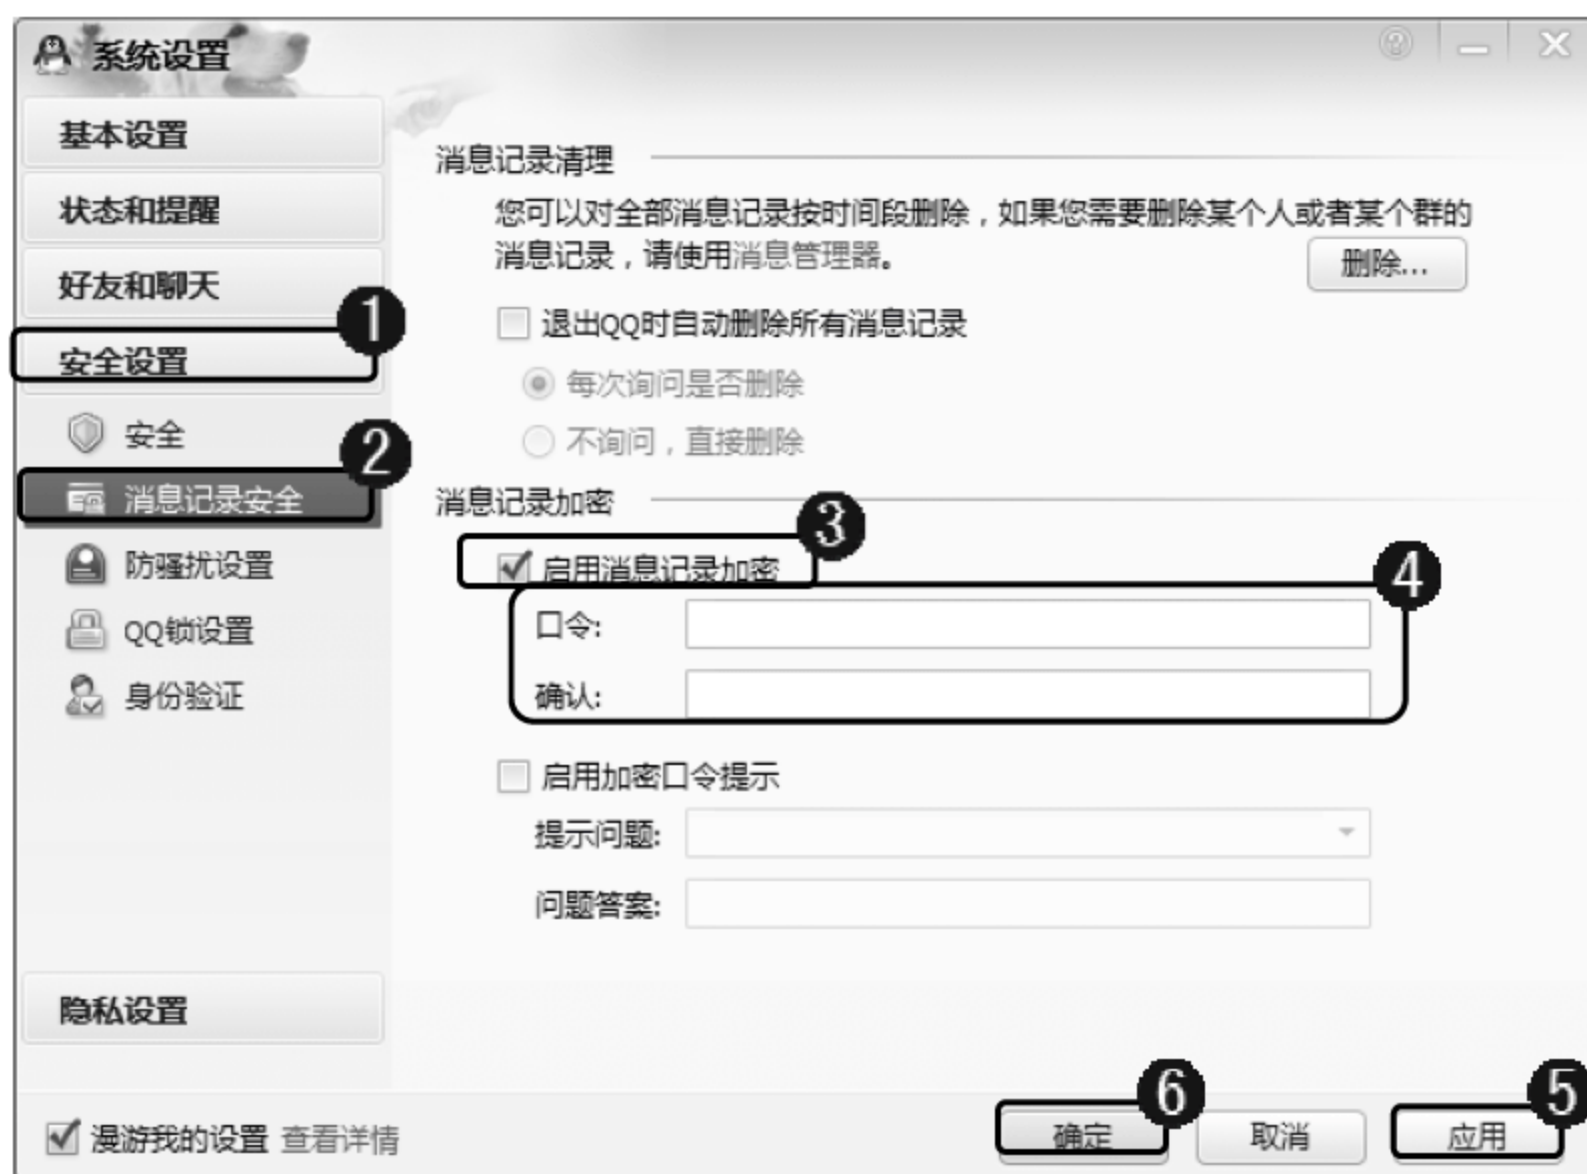 系统设置
基本设置
状态和提醒
好友和聊天
1
安全设置
安全
2
消息记录安全
防骚扰设置
QQ锁设置
身份验证
隐私设置
消息记录清理
您可以对全部消息记录按时间段删除，如果您需要删除某个人或者某个群的
消息记录，请使用消息管理器。
删除...
退出QQ时自动删除所有消息记录
每次询问是否删除
不询问，直接删除
消息记录加密
3
启用消息记录加密
4
口令:
确认:
启用加密口令提示
提示问题:
问题答案:
漫游我的设置 查看详情
6
确定
取消
5
应用